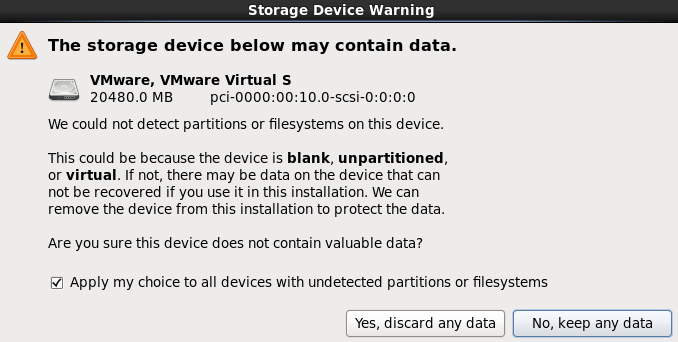 Storage Device Warning
The storage device below may contain data.
VMware, VMware Virtual S
20480.0 MB pci-0000:00:10.0-scsi-0:0:0:0
We could not detect partitions or filesystems on this device.
This could be because the device is blank, unpartitioned,
or virtual. If not, there may be data on the device that can
not be recovered if you use it in this installation. We can
remove the device from this installation to protect the data.
Are you sure this device does not contain valuable data?
Apply my choice to all devices with undetected partitions or filesystems
Yes, discard any data No, keep any data